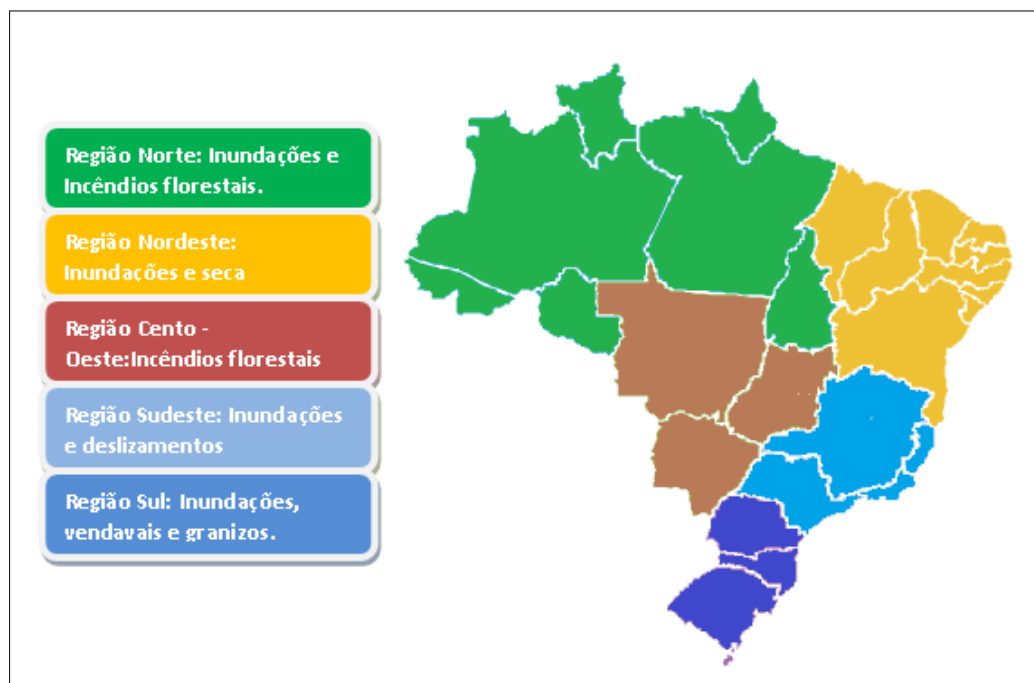 Região Norte: Inundações e
Incêndios florestais.
Região Nordeste:
Inundações e seca
Região Cento -
Oeste:Incêndios florestais
Região Sudeste: Inundações
e deslizamentos
Região Sul: Inundações,
vendavais e granizos.